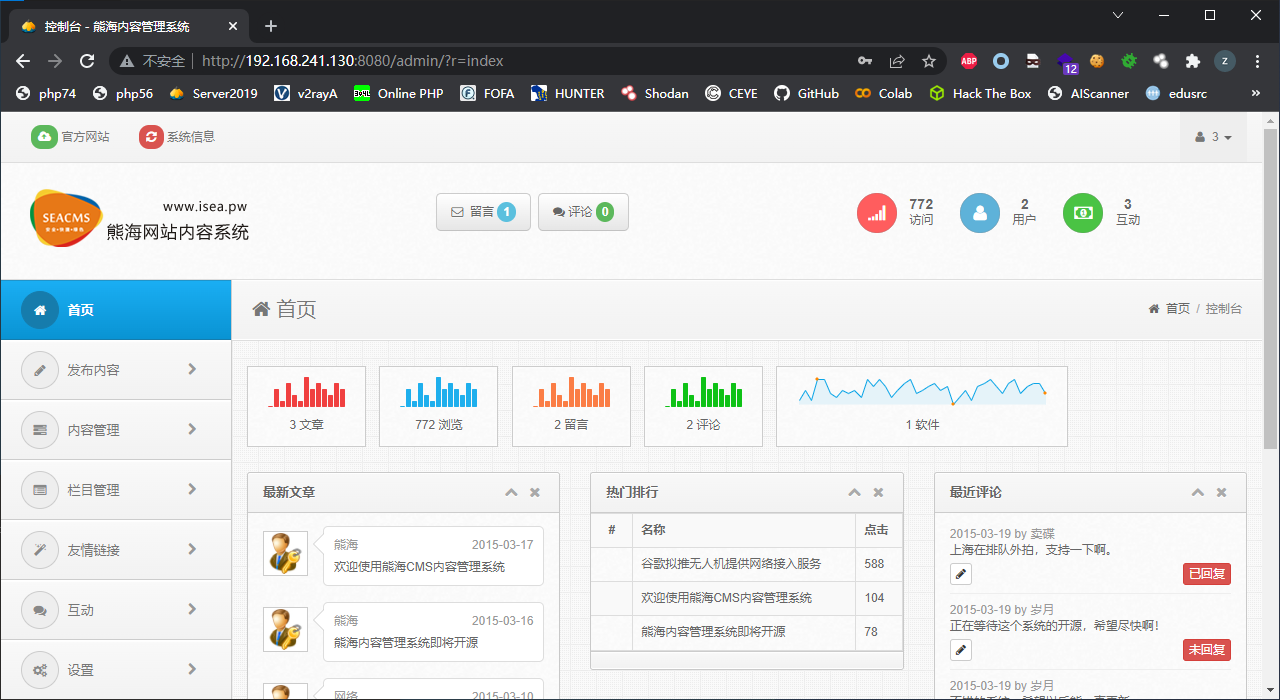 控制台 - 熊海内容管理系统
不安全 http://192.168.241.130:8080/admin/?r=index
ABP
12
Z
php74 php56 Server2019 v2rayA Online PHP FOFA HUNTER Shodan CEYE GitHub Colab Hack The Box AIScanner edusrc »
官方网站 系统信息 3
SEACMS
www.isea.pw
熊海网站内容系统
留言 1 评论 0
772 访问
2 用户
3 互动
首页
发布内容
内容管理
栏目管理
友情链接
互动
设置
首页
首页 / 控制台
3 文章
772 浏览
2 留言
2 评论
1 软件
最新文章
熊海 2015-03-17
欢迎使用熊海CMS内容管理系统
熊海 2015-03-16
熊海内容管理系统即将开源
网络 2015-03-10
热门排行
# 名称 点击
谷歌拟推无人机提供网络接入服务 588
欢迎使用熊海CMS内容管理系统 104
熊海内容管理系统即将开源 78
最近评论
2015-03-19 by 卖碟
上海在排队外拍，支持一下啊。
已回复
2015-03-19 by 岁月
正在等待这个系统的开源，希望尽快啊！
未回复
2015-03-19 by 岁月